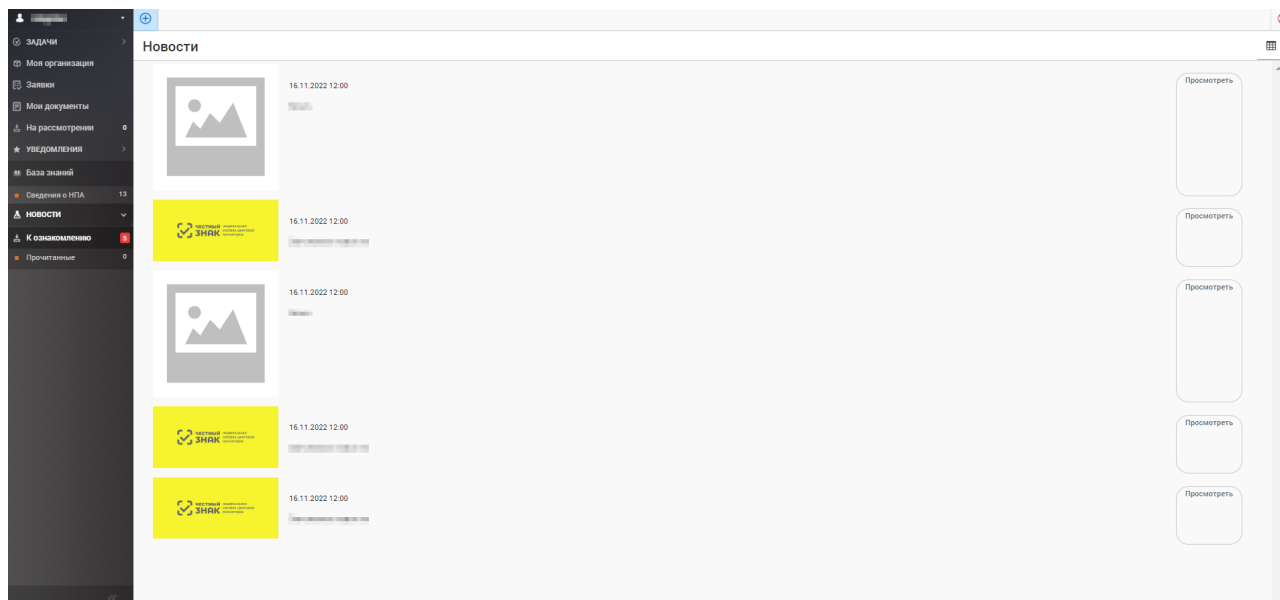 ЗАДАЧИ
Моя организация
Заявки
Мои документы
На рассмотрении 0
УВЕДОМЛЕНИЯ
База знаний
Сведения о НПА 13
НОВОСТИ
К ознакомлению 5
Прочитанные 0
Новости
16.11.2022 12:00
Просмотреть
ЧЕСТНЫЙ
ЗНАК
16.11.2022 12:00
Просмотреть
16.11.2022 12:00
Просмотреть
ЧЕСТНЫЙ
ЗНАК
16.11.2022 12:00
Просмотреть
ЧЕСТНЫЙ
ЗНАК
16.11.2022 12:00
Просмотреть